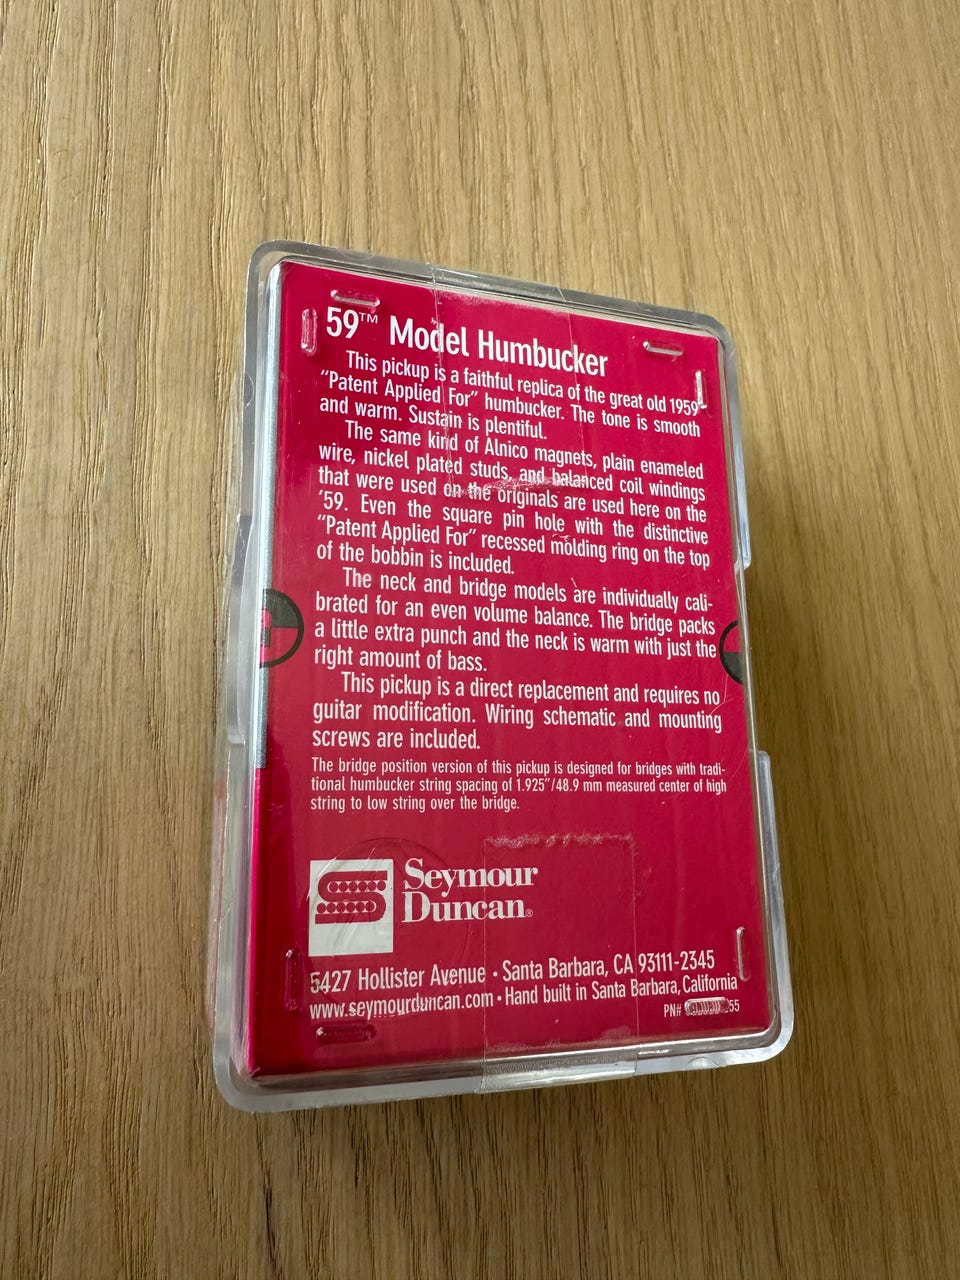 59™ Model Humbucker
This pickup is a faithful replica of the great old 1959
“Patent Applied For” humbucker. The tone is smooth
and warm. Sustain is plentiful.
The same kind of Alnico magnets, plain enameled
wire, nickel plated studs, and balanced coil windings
that were used on the originals are used here on the
‘59. Even the square pin hole with the distinctive
“Patent Applied For” recessed molding ring on the top
of the bobbin is included.
The neck and bridge models are individually cali-
brated for an even volume balance. The bridge packs
a little extra punch and the neck is warm with just the
right amount of bass.
This pickup is a direct replacement and requires no
guitar modification. Wiring schematic and mounting
screws are included.
The bridge position version of this pickup is designed for bridges with tradi-
tional humbucker string spacing of 1.925”/48.9 mm measured center of high
string to low string over the bridge.
Seymour
Duncan®
5427 Hollister Avenue • Santa Barbara, CA 93111-2345
www.seymourduncan.com • Hand built in Santa Barbara, California
PN#